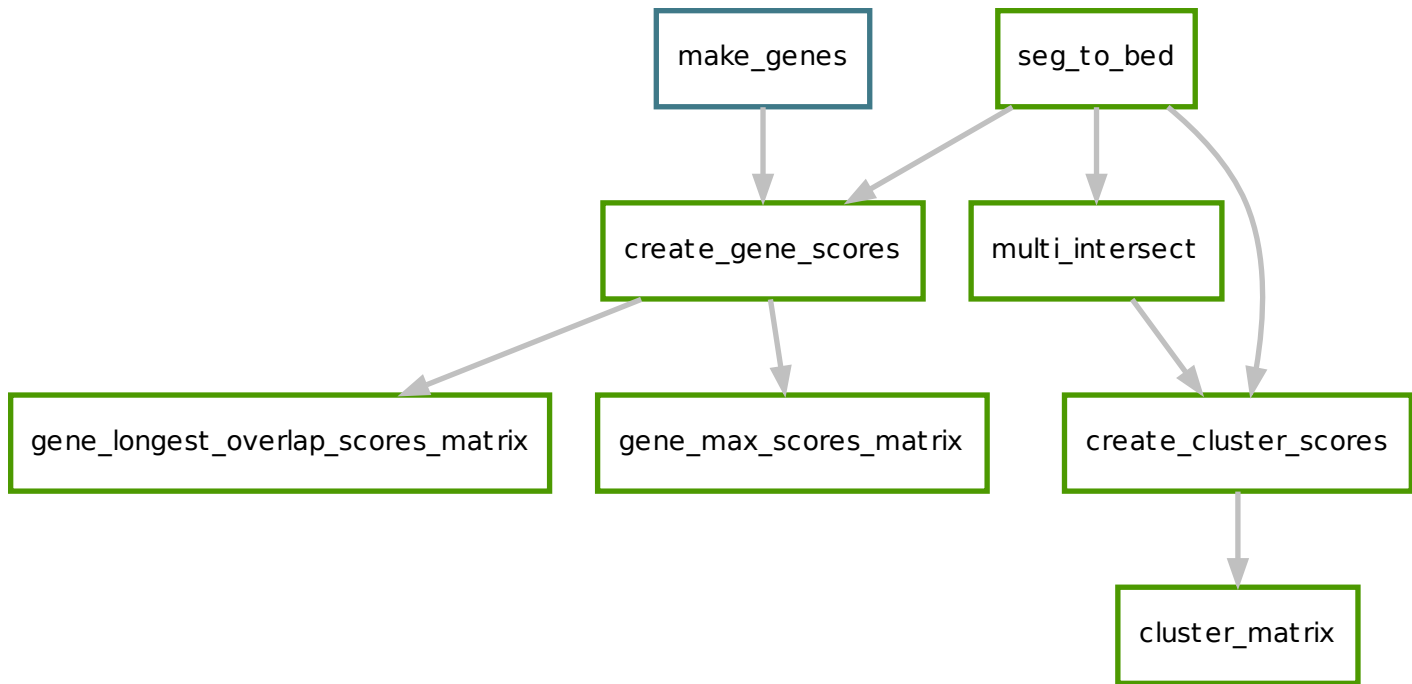 make_genes
seg_to_bed
create_gene_scores
multi_intersect
gene_longest_overlap_scores_matrix
gene_max_scores_matrix
create_cluster_scores
cluster_matrix